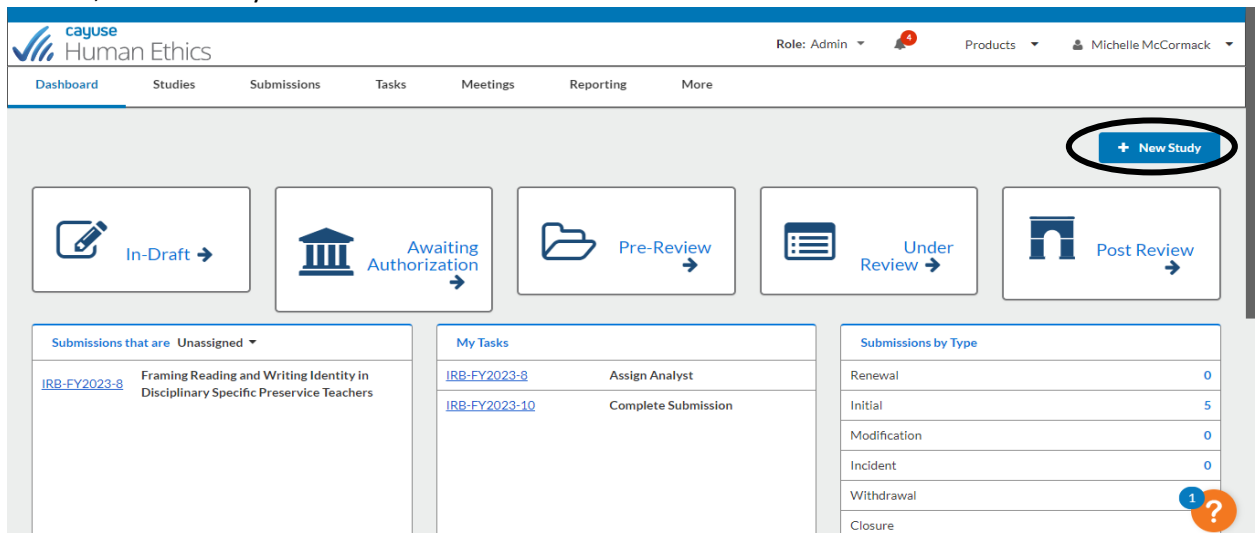 cayuse
Human Ethics
Role: Admin
4
Products
Michelle McCormack
Dashboard Studies Submissions Tasks Meetings Reporting More
+ New Study
In-Draft
Awaiting
Authorization
Pre-Review
Under
Review
Post Review
Submissions that are Unassigned
IRB-FY2023-8 Framing Reading and Writing Identity in
Disciplinary Specific Preservice Teachers
My Tasks
IRB-FY2023-8 Assign Analyst
IRB-FY2023-10 Complete Submission
Submissions by Type
Renewal 0
Initial 5
Modification 0
Incident 0
Withdrawal
Closure
1
?